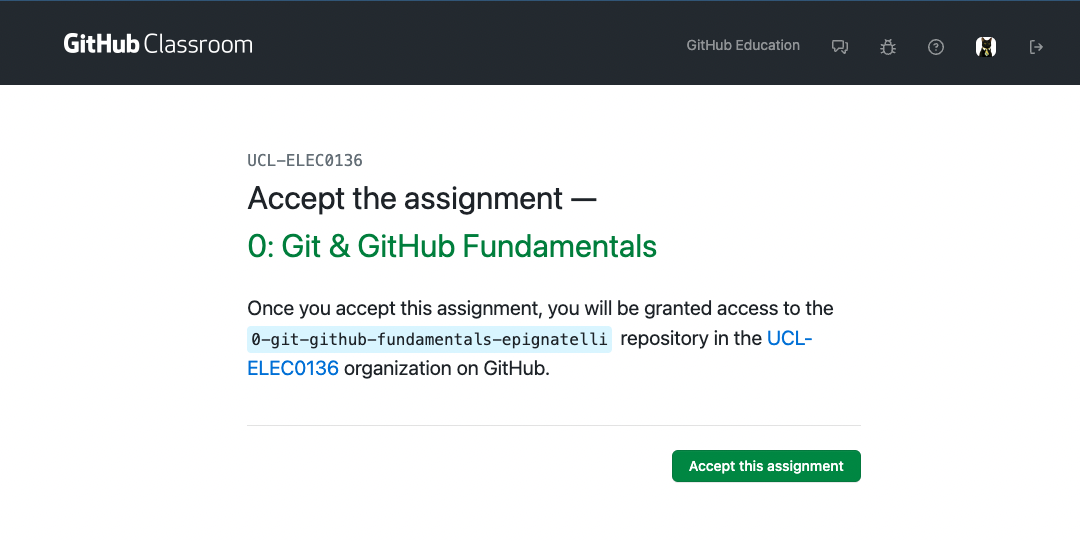 GitHub Classroom
GitHub Education
UCL-ELEC0136
Accept the assignment —
0: Git & GitHub Fundamentals
Once you accept this assignment, you will be granted access to the
0-git-github-fundamentals-epignatelli repository in the UCL-
ELEC0136 organization on GitHub.
Accept this assignment